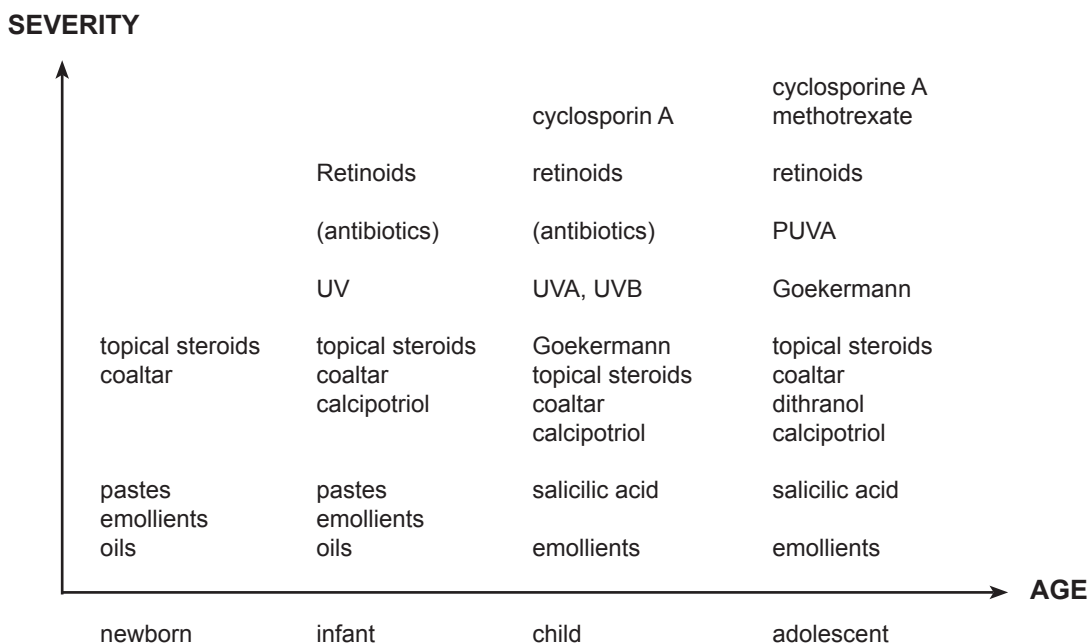 SEVERITY
cyclosporine A
cyclosporin A methotrexate
Retinoids retinoids retinoids
(antibiotics) (antibiotics) PUVA
UV UVA, UVB Goekermann
topical steroids topical steroids Goekermann topical steroids
coaltar coaltar topical steroids coaltar
calcipotriol coaltar dithranol
calcipotriol calcipotriol
pastes pastes salicilic acid salicilic acid
emollients emollients
oils oils emollients emollients
AGE
newborn infant child adolescent